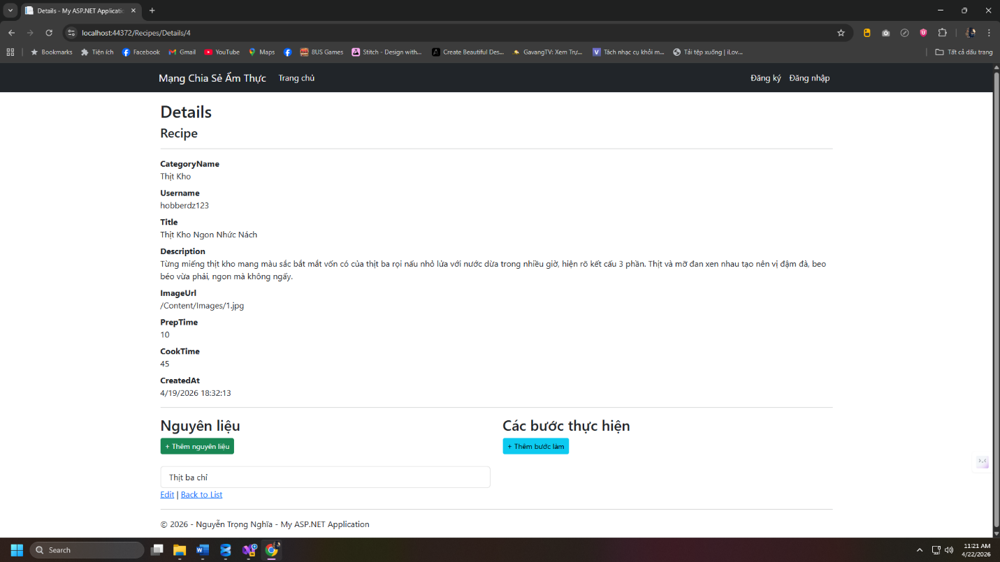 Details - My ASP.NET Applicatio
localhost:44372/Recipes/Details/4
Bookmarks
Tiện ích
Facebook
Gmail
YouTube
Maps
8US Games
Stitch - Design with...
Create Beautiful Des...
GavangTV: Xem Trự...
Tách nhạc cụ khỏi m...
Tải tệp xuống | iLov...
Tất cả dấu trang
Mạng Chia Sẻ Ẩm Thực
Trang chủ
Đăng ký
Đăng nhập
Details
Recipe
CategoryName
Thịt Kho
Username
hobberdz123
Title
Thịt Kho Ngon Nhức Nách
Description
Từng miếng thịt kho mang màu sắc bắt mắt vốn có của thịt ba rọi nấu nhỏ lửa với nước dừa trong nhiều giờ, hiện rõ kết cấu 3 phần. Thịt và mỡ đan xen nhau tạo nên vị đậm đà, beo
béo vừa phải, ngon mà không ngấy.
ImageUrl
/Content/Images/1.jpg
PrepTime
10
CookTime
45
CreatedAt
4/19/2026 18:32:13
Nguyên liệu
+ Thêm nguyên liệu
Thịt ba chỉ
Các bước thực hiện
+ Thêm bước làm
Edit | Back to List
© 2026 - Nguyễn Trọng Nghĩa - My ASP.NET Application
Search
11:21 AM
4/22/2026